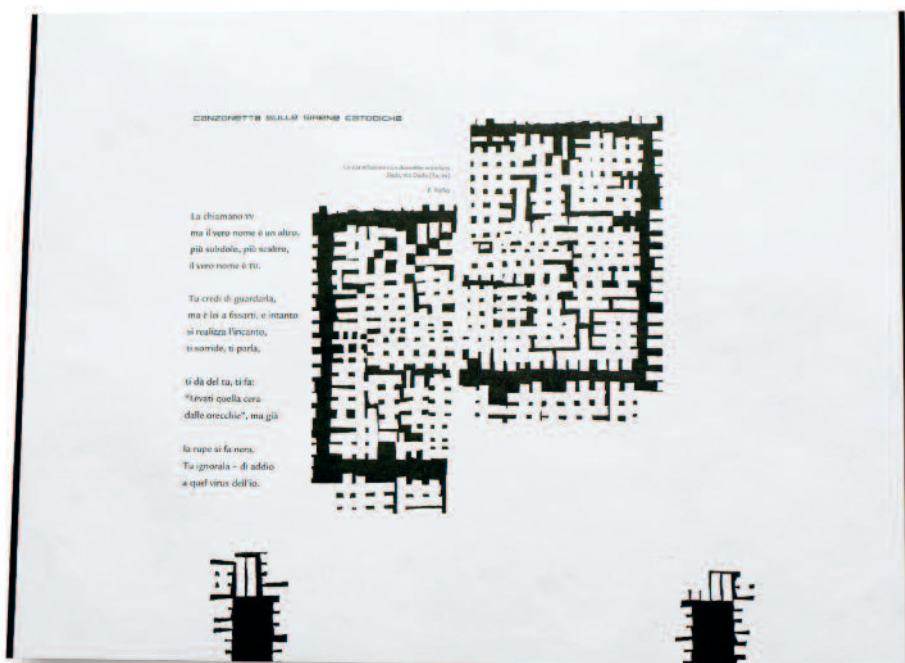 CANZONETTA SULLE SIRENE CATODICHE
La chiamano TV
ma il vero nome è un altro,
più subdolo, più scaltro,
il vero nome è tu.
Tu credi di guardarla,
ma è lei a fissarti, e intanto
si realizza l'incanto,
ti sorride, ti parla,
ti dà del tu, ti fa:
"Lèvati quella cera
dalle orecchie", ma già
la rupe si fa nera.
Tu ignorala – dì addio
a quel virus dell'io.